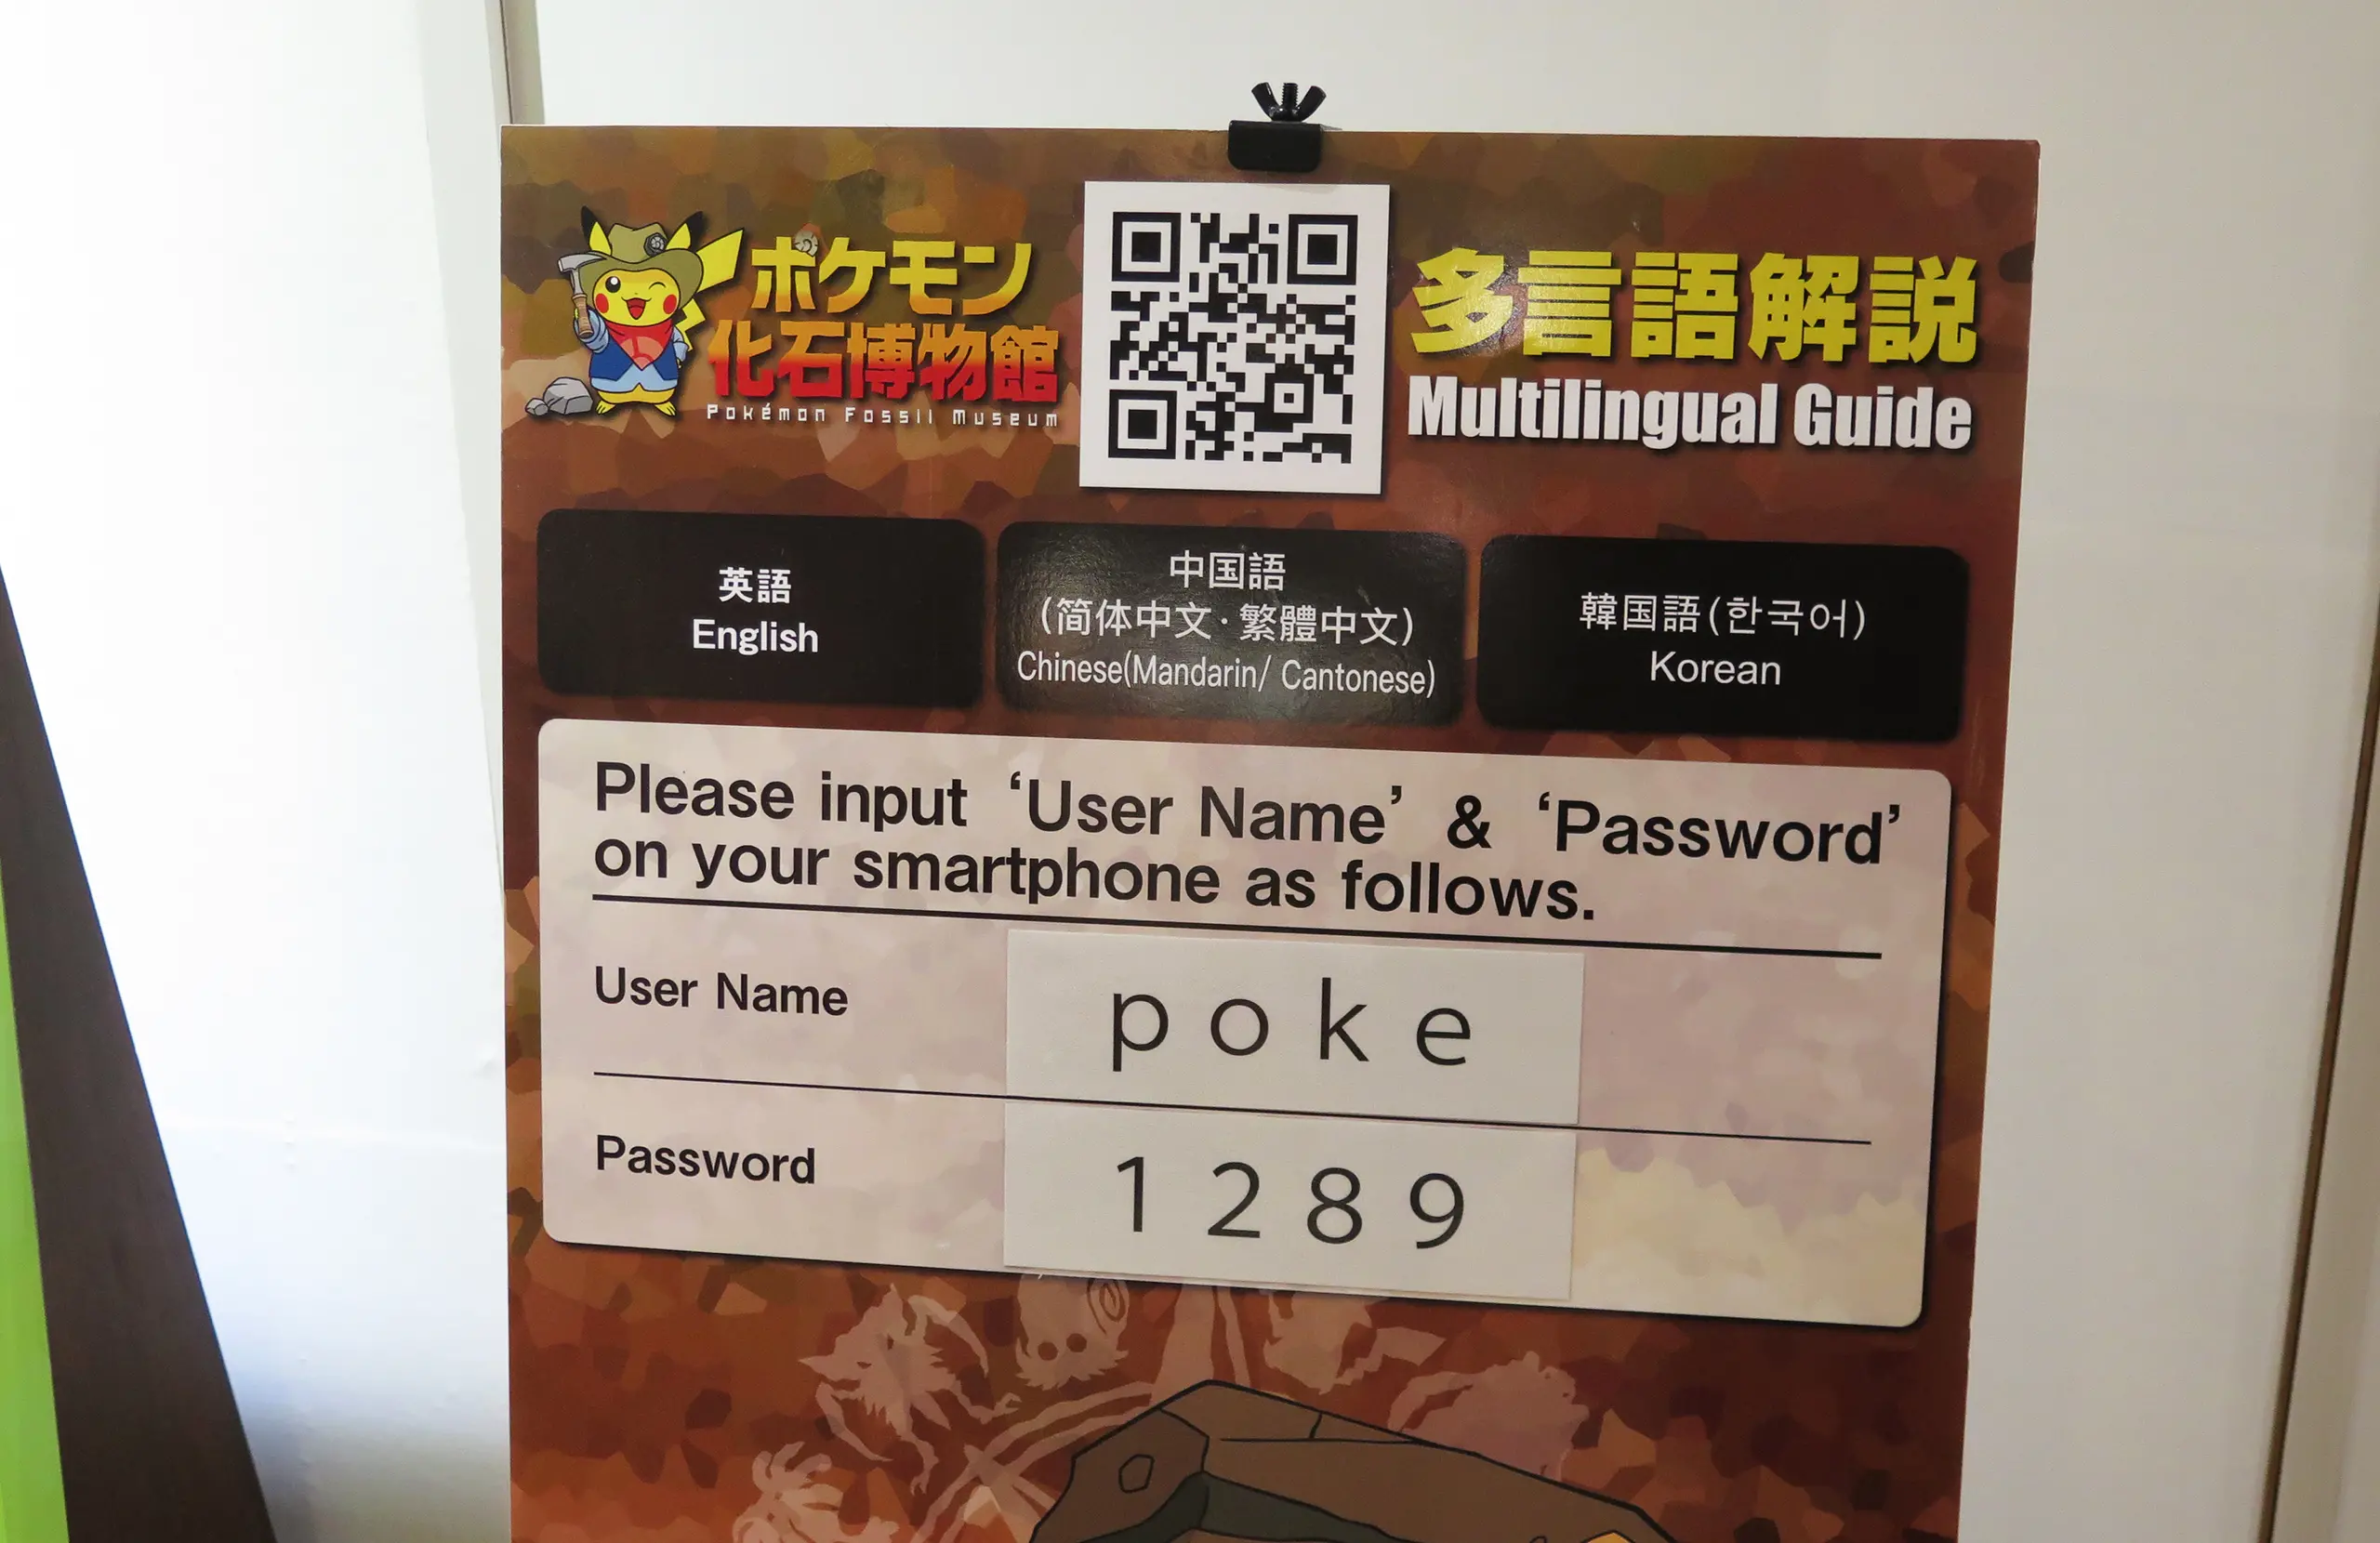 ポケモン
化石博物館
Pokémon Fossil Museum
多言語解説
Multilingual Guide
英語
English
中国語
(简体中文·繁體中文)
Chinese(Mandarin/ Cantonese)
韓国語(한국어)
Korean
Please input ‘User Name’ & ‘Password’
on your smartphone as follows.
User Name
poke
Password
1289